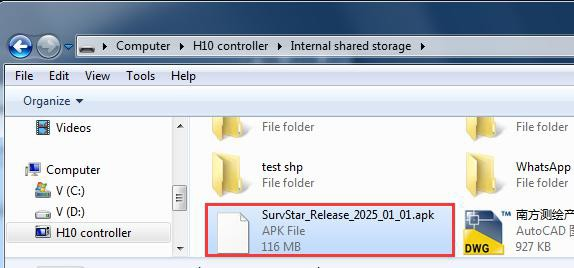 Computer ▸ H10 controller ▸ Internal shared storage ▸
File Edit View Tools Help
Organize ▾
Videos
Computer
V (C:)
V (D:)
H10 controller
File folder
File folder
test shp
File folder
WhatsApp
File folder
SurvStar_Release_2025_01_01.apk
APK File
116 MB
DWG
南方测绘产
AutoCAD 图
927 KB